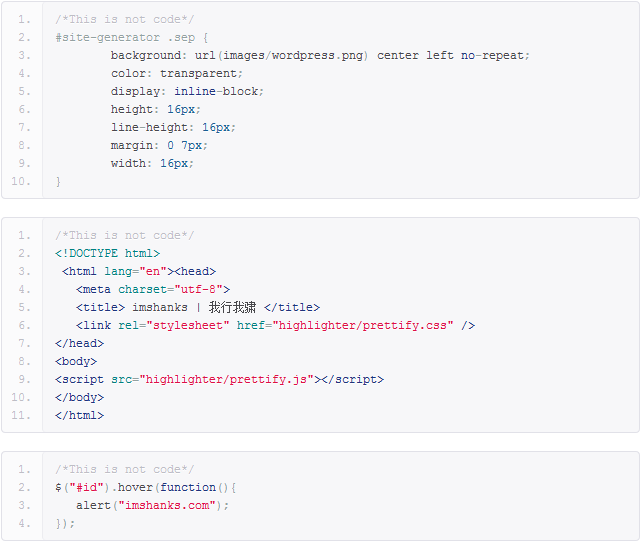 1. /*This is not code*/
2. #site-generator .sep {
3. background: url(images/wordpress.png) center left no-repeat;
4. color: transparent;
5. display: inline-block;
6. height: 16px;
7. line-height: 16px;
8. margin: 0 7px;
9. width: 16px;
10. }
1. /*This is not code*/
2. <!DOCTYPE html>
3. <html lang="en"><head>
4. <meta charset="utf-8">
5. <title> imshanks | 我行我骕 </title>
6. <link rel="stylesheet" href="highlighter/prettify.css" />
7. </head>
8. <body>
9. <script src="highlighter/prettify.js"></script>
10. </body>
11. </html>
1. /*This is not code*/
2. $("#id").hover(function(){
3. alert("imshanks.com");
4. });